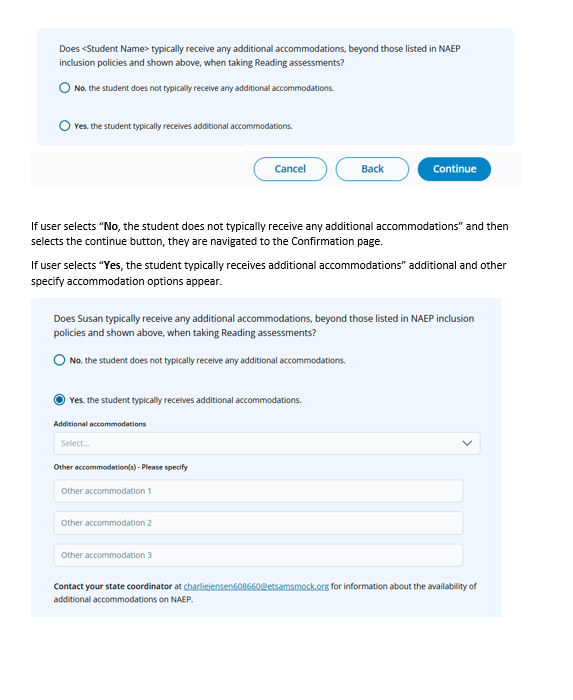 Does <Student Name> typically receive any additional accommodations, beyond those listed in NAEP
inclusion policies and shown above, when taking Reading assessments?
No, the student does not typically receive any additional accommodations.
Yes, the student typically receives additional accommodations.
Cancel Back Continue
If user selects “No, the student does not typically receive any additional accommodations” and then
selects the continue button, they are navigated to the Confirmation page.
If user selects “Yes, the student typically receives additional accommodations” additional and other
specify accommodation options appear.
Does Susan typically receive any additional accommodations, beyond those listed in NAEP inclusion
policies and shown above, when taking Reading assessments?
No, the student does not typically receive any additional accommodations.
Yes, the student typically receives additional accommodations.
Additional accommodations
Select...
Other accommodation(s) - Please specify
Other accommodation 1
Other accommodation 2
Other accommodation 3
Contact your state coordinator at charliejensen608660@etsamsmock.org for information about the availability of
additional accommodations on NAEP.